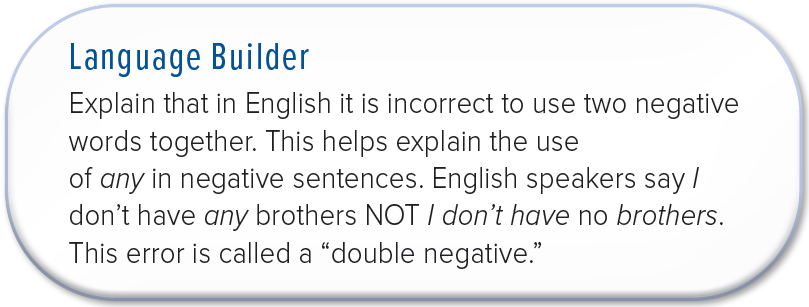 Language Builder
Explain that in English it is incorrect to use two negative
words together. This helps explain the use
of any in negative sentences. English speakers say I
don’t have any brothers NOT I don’t have no brothers.
This error is called a “double negative.”